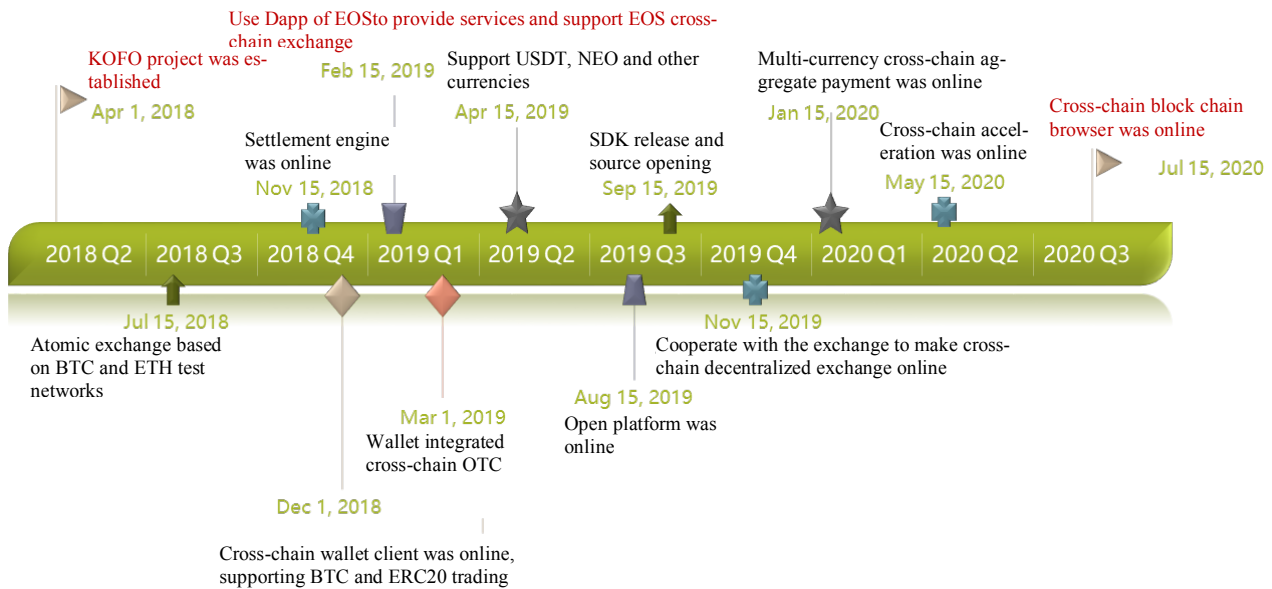 Use Dapp of EOSto provide services and support EOS cross-
chain exchange
KOFO project was es-
tablished
Apr 1, 2018
Feb 15, 2019
Support USDT, NEO and other
currencies
Apr 15, 2019
Multi-currency cross-chain ag-
gregate payment was online
Jan 15, 2020
Cross-chain block chain
browser was online
Jul 15, 2020
Settlement engine
was online
Nov 15, 2018
SDK release and
source opening
Sep 15, 2019
Cross-chain accel-
eration was online
May 15, 2020
2018 Q2
2018 Q3
2018 Q4
2019 Q1
2019 Q2
2019 Q3
2019 Q4
2020 Q1
2020 Q2
2020 Q3
Jul 15, 2018
Atomic exchange based
on BTC and ETH test
networks
Nov 15, 2019
Cooperate with the exchange to make cross-
chain decentralized exchange online
Mar 1, 2019
Wallet integrated
cross-chain OTC
Aug 15, 2019
Open platform was
online
Dec 1, 2018
Cross-chain wallet client was online,
supporting BTC and ERC20 trading